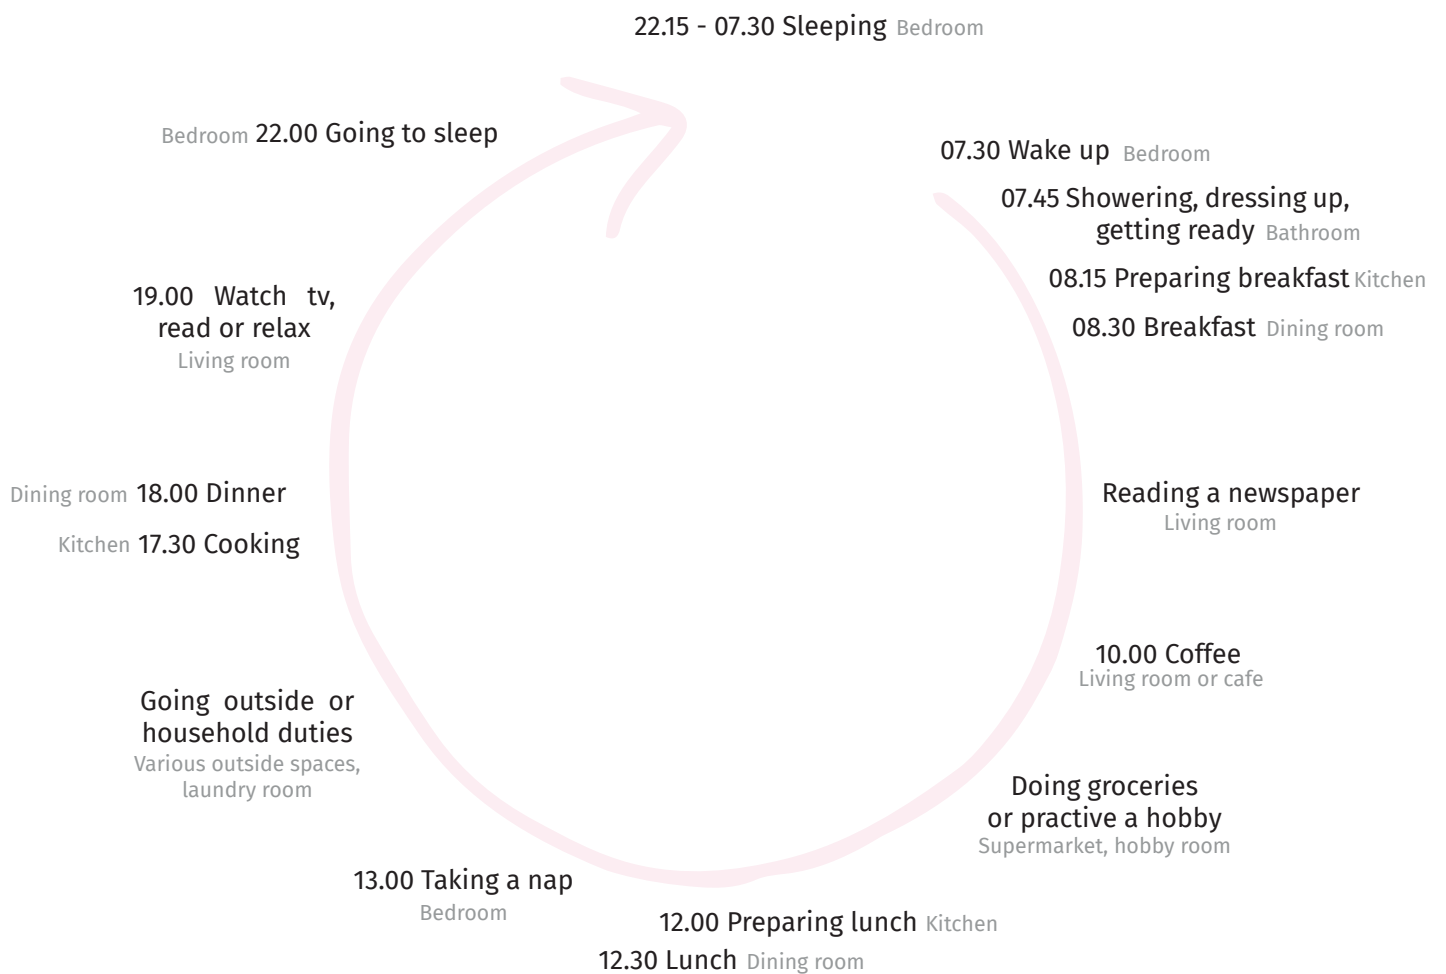 22.15 - 07.30 Sleeping Bedroom
07.30 Wake up Bedroom
07.45 Showering, dressing up,
getting ready Bathroom
08.15 Preparing breakfast Kitchen
08.30 Breakfast Dining room
Reading a newspaper
Living room
10.00 Coffee
Living room or cafe
Doing groceries
or practive a hobby
Supermarket, hobby room
12.00 Preparing lunch Kitchen
12.30 Lunch Dining room
13.00 Taking a nap
Bedroom
Going outside or
household duties
Various outside spaces,
laundry room
Kitchen 17.30 Cooking
Dining room 18.00 Dinner
19.00 Watch tv,
read or relax
Living room
Bedroom 22.00 Going to sleep